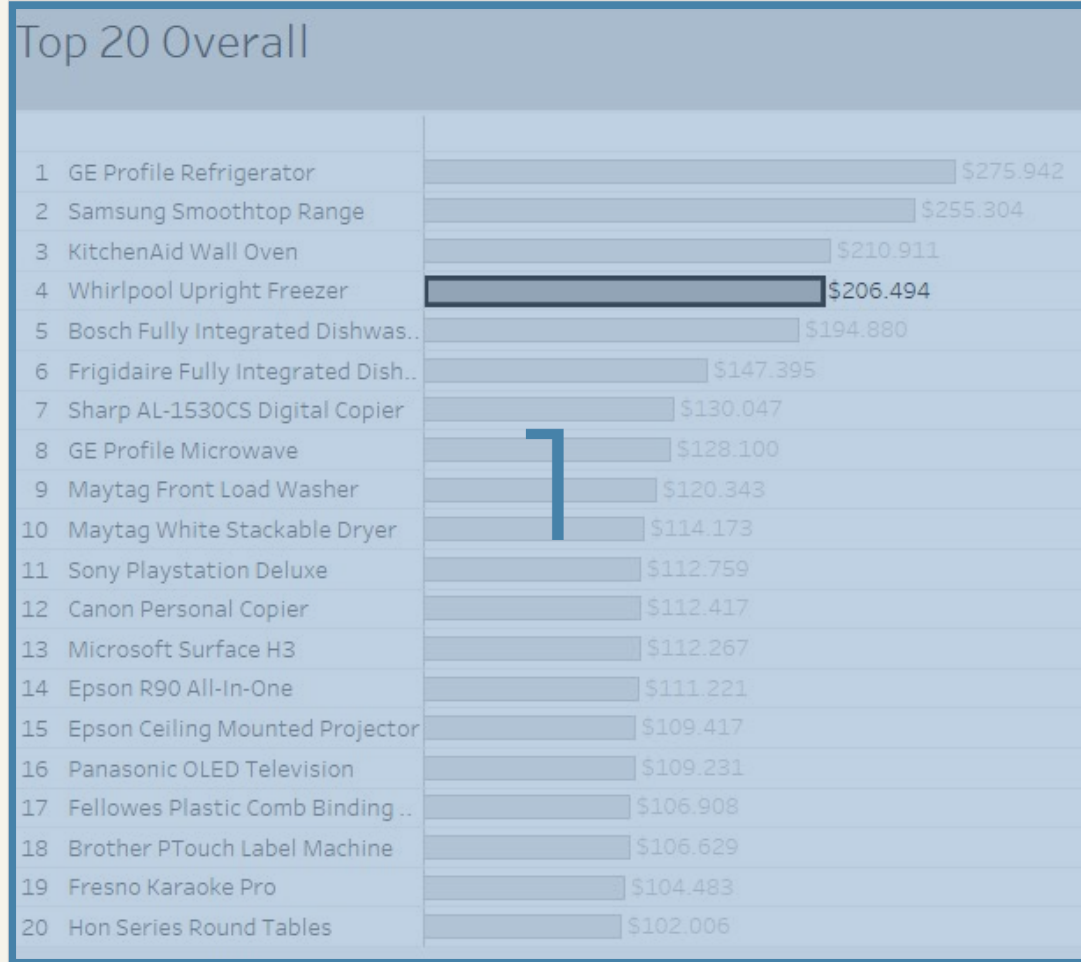 Top 20 Overall
1 GE Profile Refrigerator $275.942
2 Samsung Smoothtop Range $255.304
3 KitchenAid Wall Oven $210.911
4 Whirlpool Upright Freezer $206.494
5 Bosch Fully Integrated Dishwas.. $194.880
6 Frigidaire Fully Integrated Dish.. $147.395
7 Sharp AL-1530CS Digital Copier $130.047
8 GE Profile Microwave $128.100
1
9 Maytag Front Load Washer $120.343
10 Maytag White Stackable Dryer $114.173
11 Sony Playstation Deluxe $112.759
12 Canon Personal Copier $112.417
13 Microsoft Surface H3 $112.267
14 Epson R90 All-In-One $111.221
15 Epson Ceiling Mounted Projector $109.417
16 Panasonic OLED Television $109.231
17 Fellowes Plastic Comb Binding .. $106.908
18 Brother PTouch Label Machine $106.629
19 Fresno Karaoke Pro $104.483
20 Hon Series Round Tables $102.006